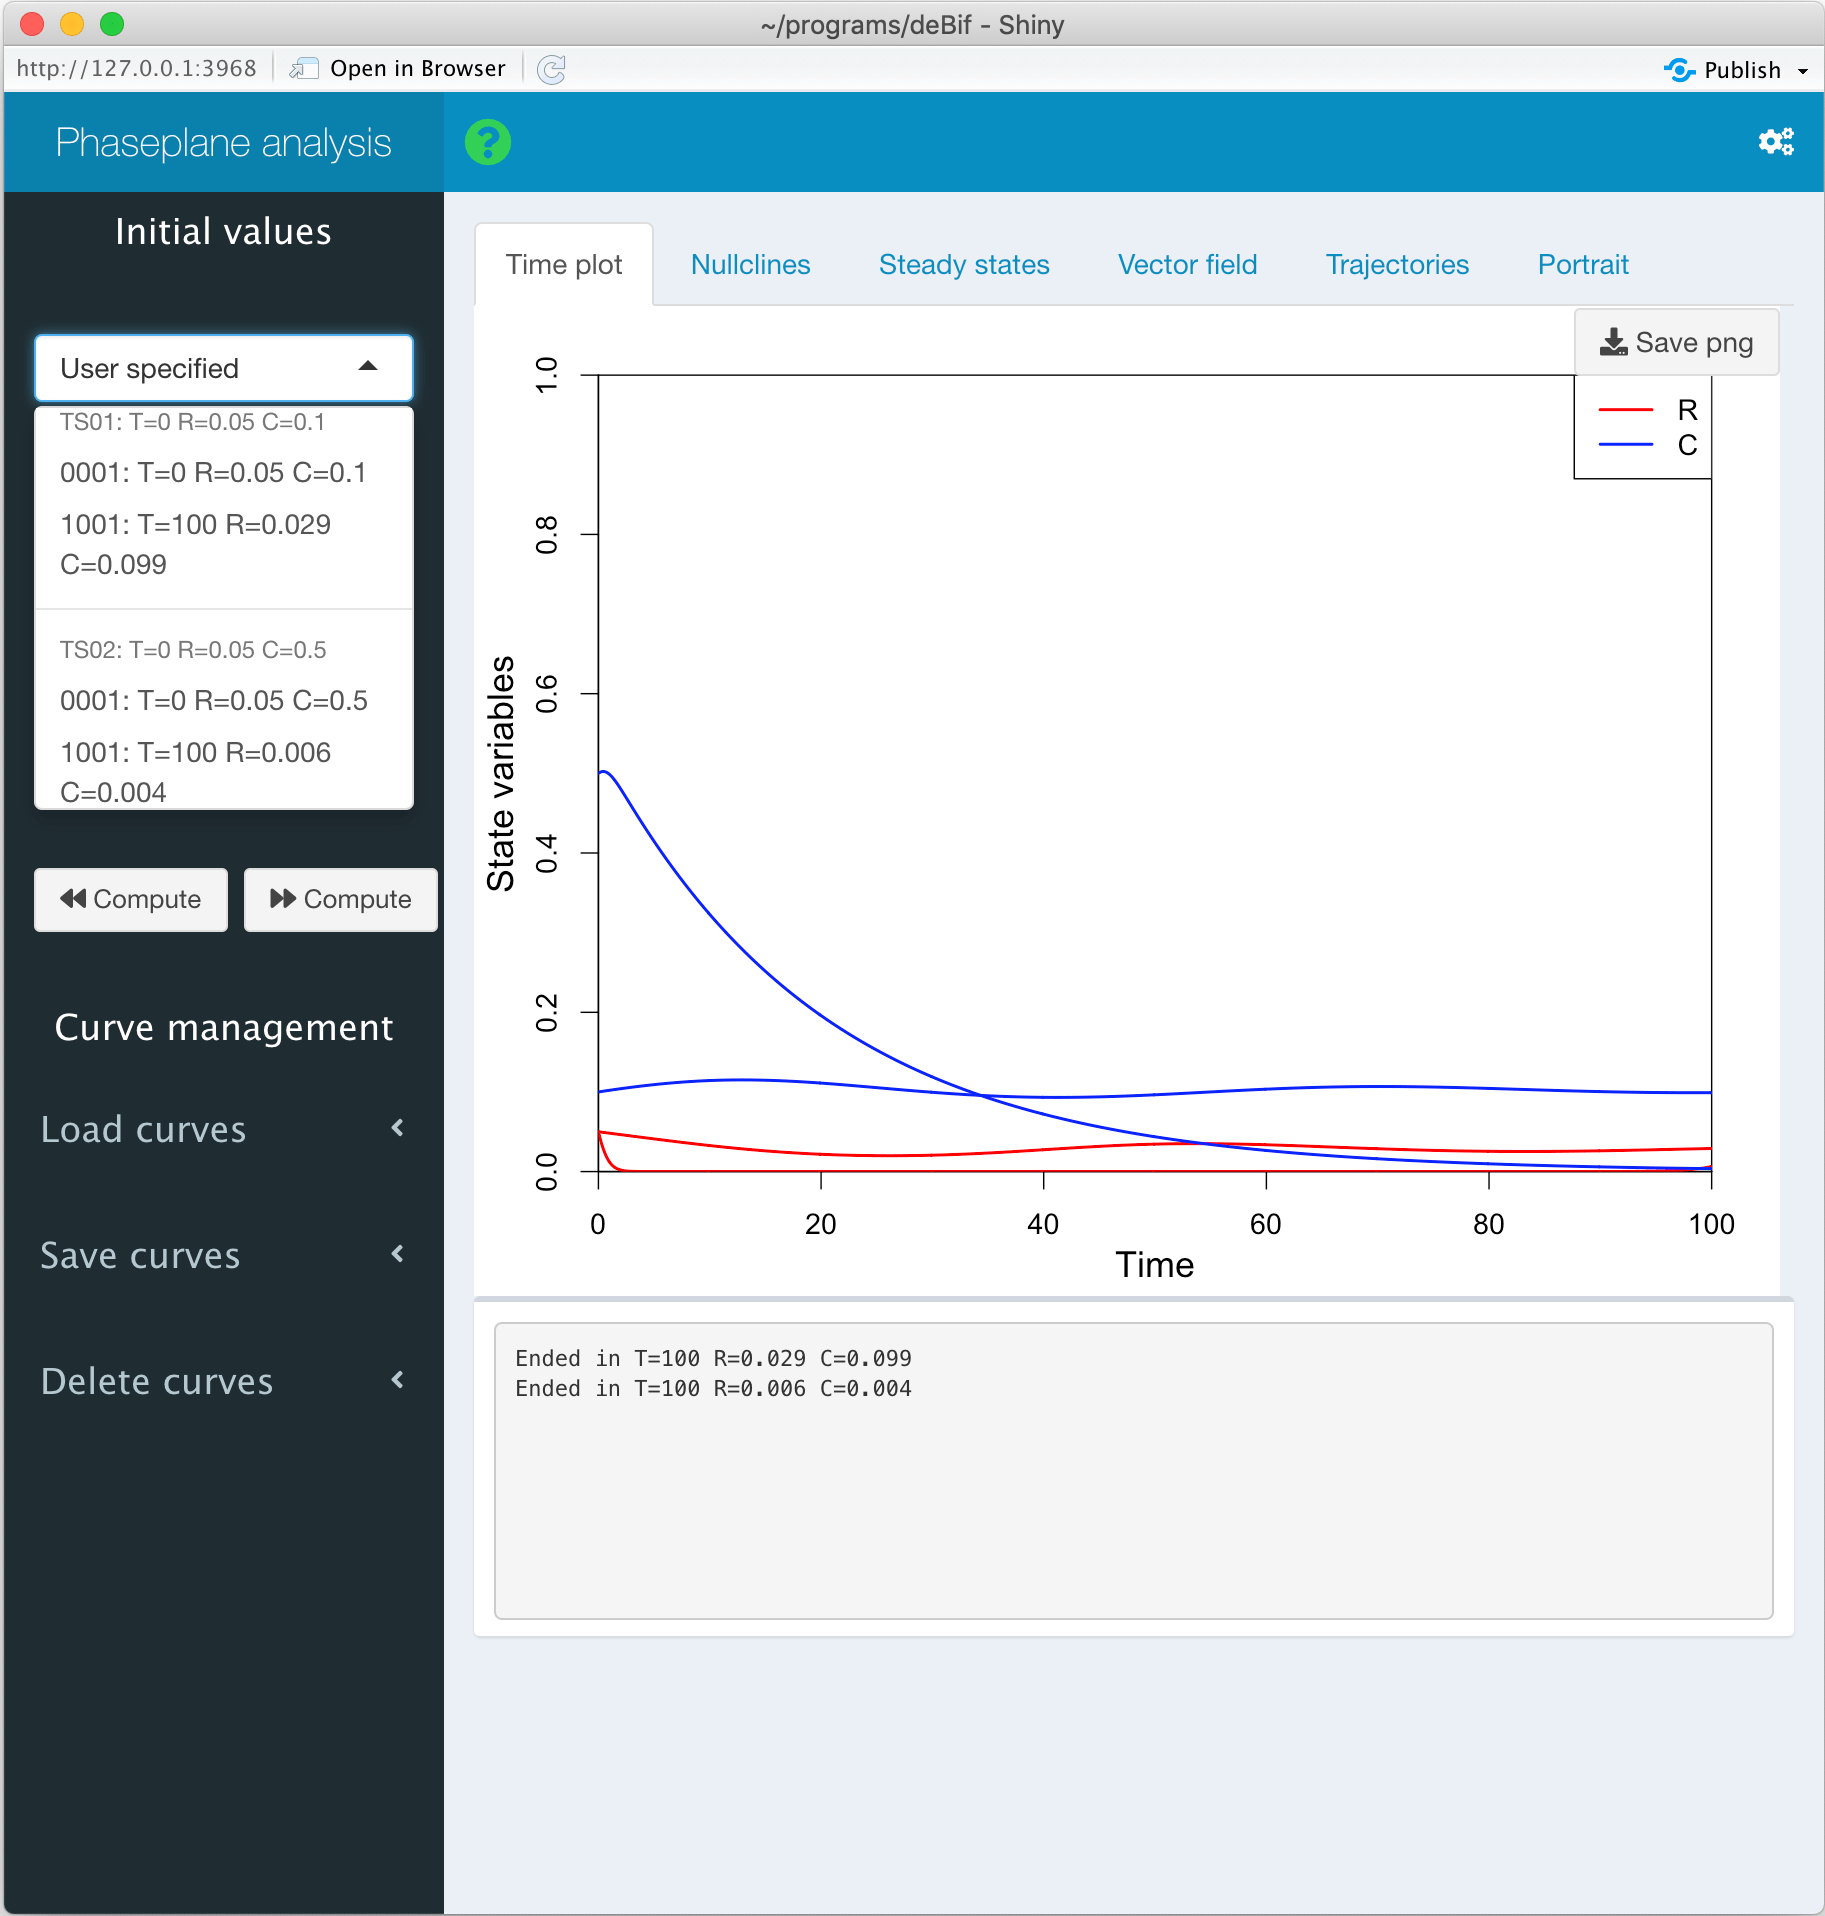 ~/programs/deBif - Shiny
http://127.0.0.1:3968 Open in Browser Publish
Phaseplane analysis
Initial values
User specified
TS01: T=0 R=0.05 C=0.1
0001: T=0 R=0.05 C=0.1
1001: T=100 R=0.029
C=0.099
TS02: T=0 R=0.05 C=0.5
0001: T=0 R=0.05 C=0.5
1001: T=100 R=0.006
C=0.004
Compute Compute
Curve management
Load curves
Save curves
Delete curves
Time plot Nullclines Steady states Vector field Trajectories Portrait
Save png
R
C
State variables
1.0
0.8
0.6
0.4
0.2
0.0
0 20 40 60 80 100
Time
Ended in T=100 R=0.029 C=0.099
Ended in T=100 R=0.006 C=0.004